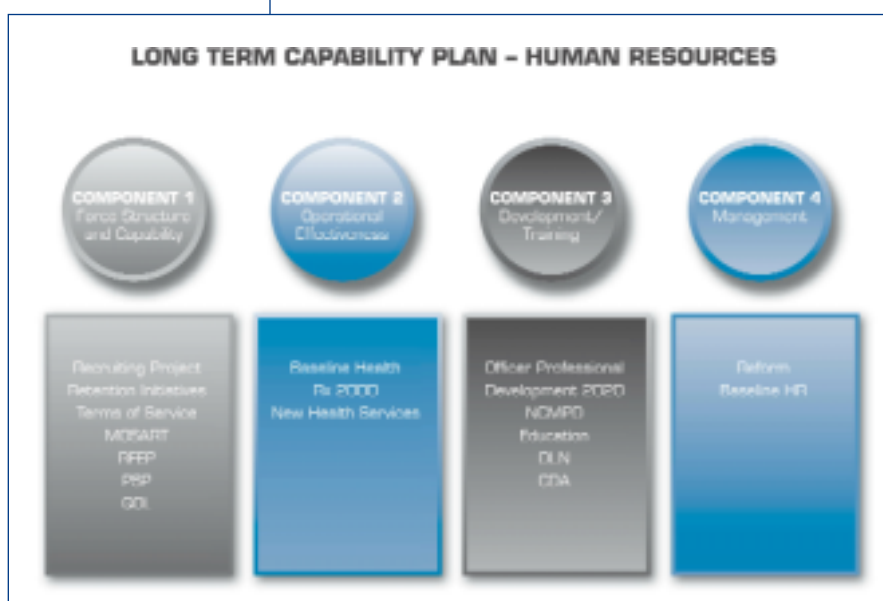 LONG TERM CAPABILITY PLAN – HUMAN RESOURCES
COMPONENT 1
Force Structure
and Capability
COMPONENT 2
Operational
Effectiveness
COMPONENT 3
Development/
Training
COMPONENT 4
Management
Recruiting Project
Retention Initiatives
Terms of Service
MOSART
PSP
QOL
Baseline Health
Rx 2000
New Health Services
Officer Professional
Development 2020
NCMPD
Education
DLN
CDA
Reform
Baseline HR